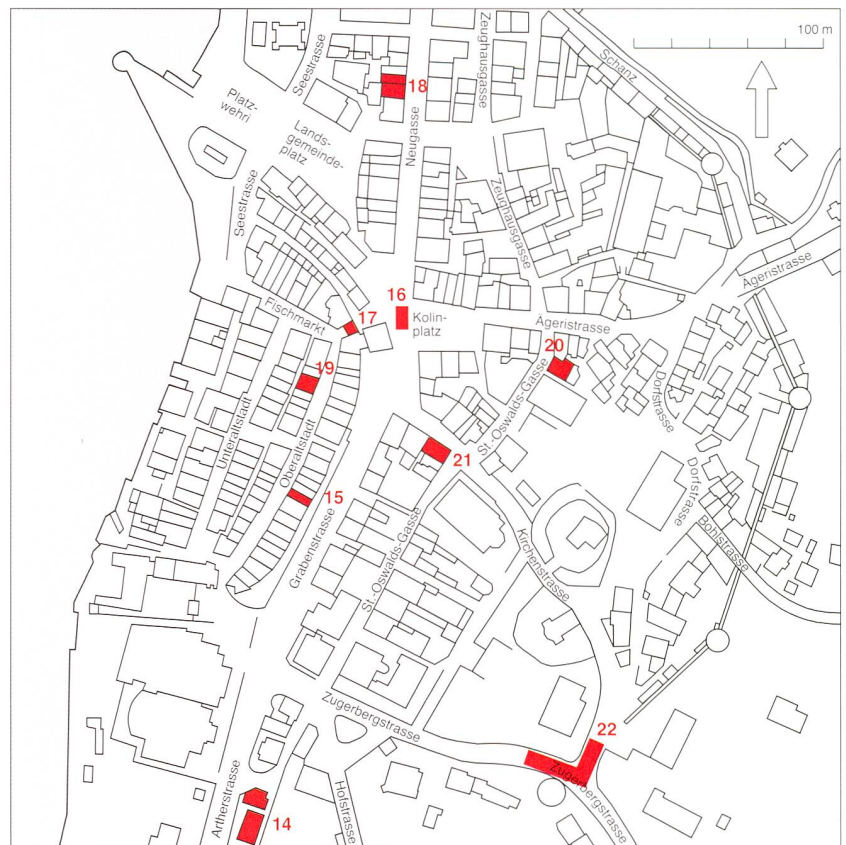 100 m
Seestrasse
Zeughausgasse
Schanz
Platz-
wehri
18
Lands-
gemeinde-
platz
Neugasse
Zeughausgasse
Seestrasse
Ägeristrasse
16
17
Kolin-
platz
Fischmarkt
Ägeristrasse
20
19
St.-Oswalds-Gasse
Dorfstrasse
Unteraltstadt
Oberaltstadt
21
15
Dorfstrasse
Grabenstrasse
St.-Oswalds-Gasse
Kirchenstrasse
Bohlstrasse
Zugerbergstrasse
22
Zugerbergstrasse
Artherstrasse
Hofstrasse
14